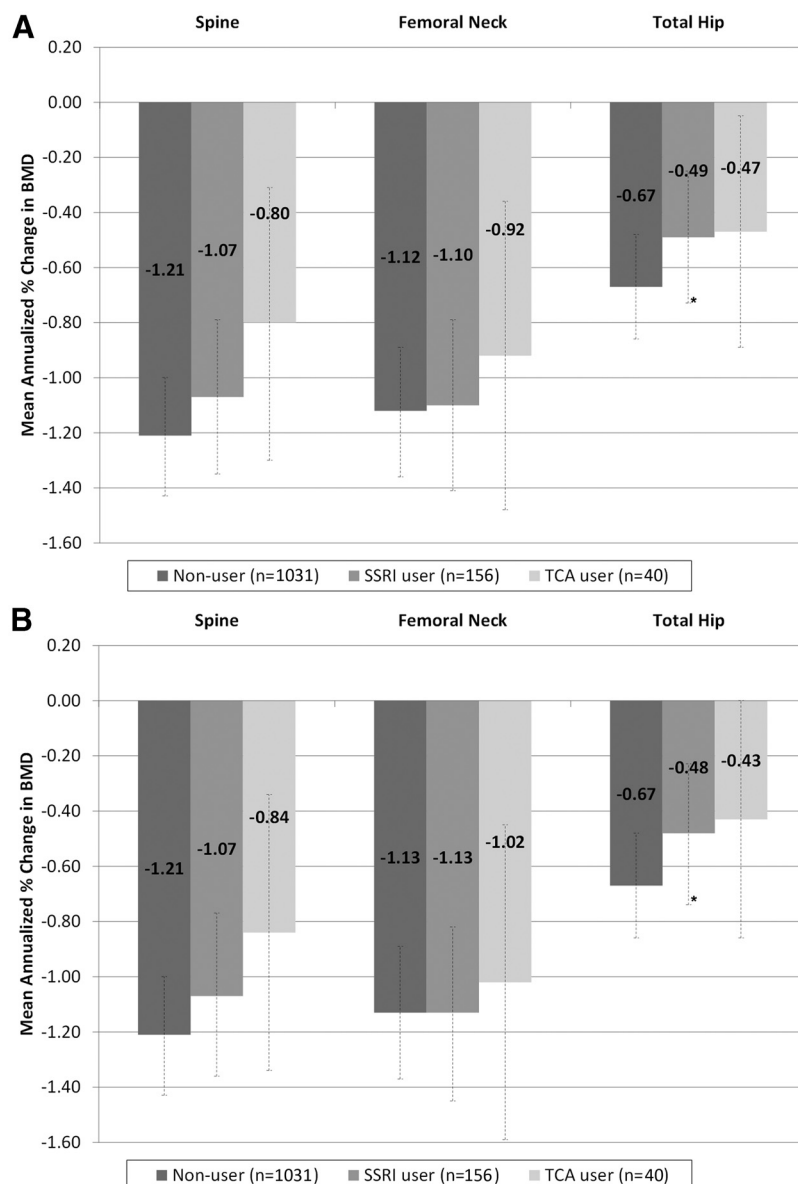 A
Spine Femoral Neck Total Hip
0.20
0.00
-0.20
-0.40
-0.60
-0.80
-1.00
-1.20
-1.40
-1.60
Mean Annualized % Change in BMD
-1.21 -1.07 -0.80 -1.12 -1.10 -0.92 -0.67 -0.49 -0.47
*
Non-user (n=1031) SSRI user (n=156) TCA user (n=40)
B
Spine Femoral Neck Total Hip
0.20
0.00
-0.20
-0.40
-0.60
-0.80
-1.00
-1.20
-1.40
-1.60
Mean Annualized % Change in BMD
-1.21 -1.07 -0.84 -1.13 -1.13 -1.02 -0.67 -0.48 -0.43
*
Non-user (n=1031) SSRI user (n=156) TCA user (n=40)